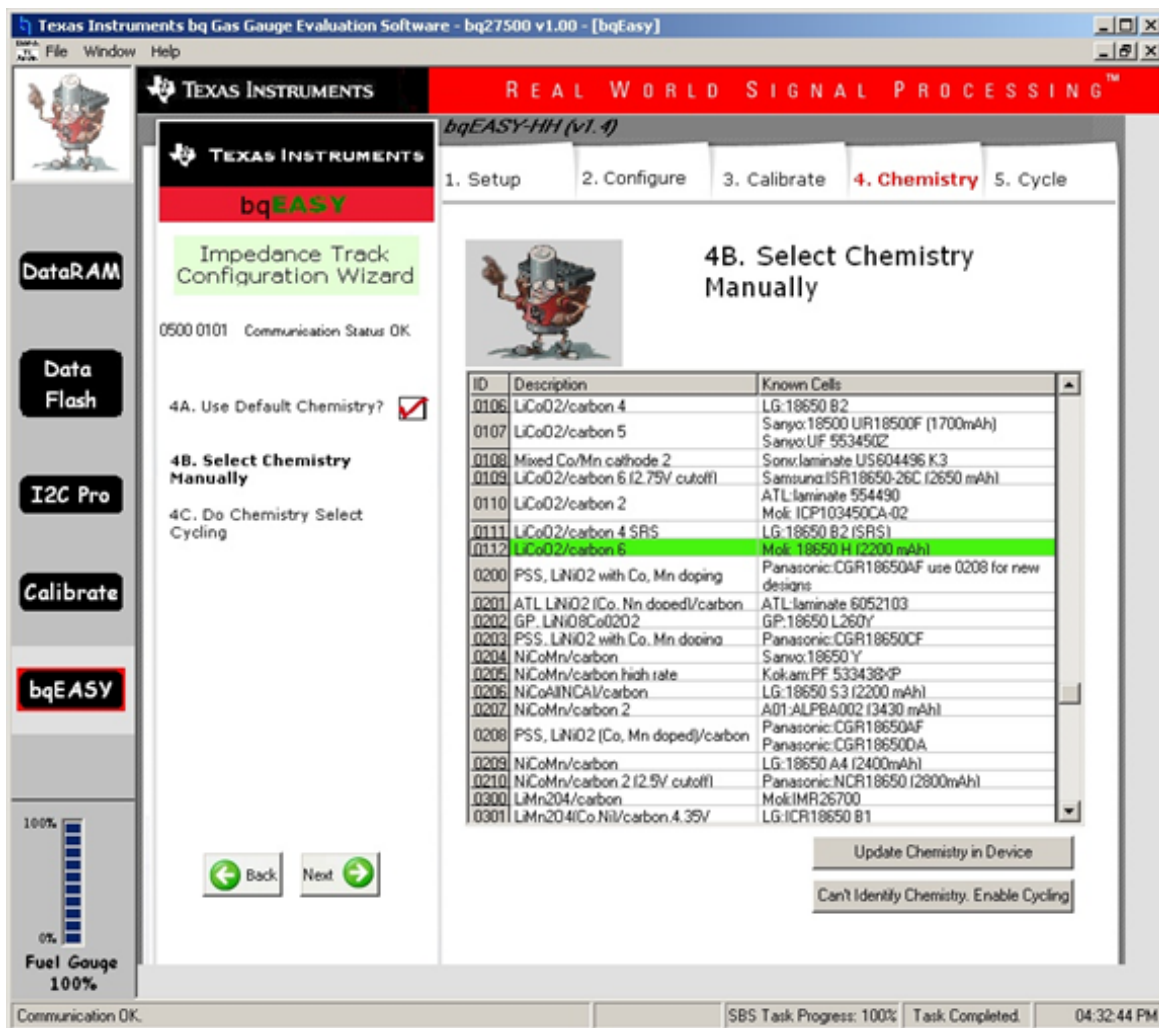 Texas Instruments bq Gas Gauge Evaluation Software - bq27500 v1.00 - [bqEasy]
File Window Help
TEXAS INSTRUMENTS
REAL WORLD SIGNAL PROCESSING™
bqEASY-HH (v1.4)
TEXAS INSTRUMENTS
bqEASY
1. Setup
2. Configure
3. Calibrate
4. Chemistry
5. Cycle
DataRAM
Data
Flash
I2C Pro
Calibrate
bqEASY
100%
0%
Fuel Gauge
100%
Impedance Track
Configuration Wizard
0500 0101 Communication Status OK
4A. Use Default Chemistry?
4B. Select Chemistry
Manually
4C. Do Chemistry Select
Cycling
Back
Next
4B. Select Chemistry
Manually
ID Description Known Cells
0106 LiCoO2/carbon 4 LG:18650 B2
0107 LiCoO2/carbon 5 Sanyo:18500 UR18500F (1700mAh)
Sanyo:UF 553450Z
0108 Mixed Co/Mn cathode 2 Sony:laminate US604496 K3
0109 LiCoO2/carbon 6 (2.75V cutoff) Samsung:ISR18650-26C (2650 mAh)
0110 LiCoO2/carbon 2 ATL:laminate 554490
Moli: ICP103450CA-02
0111 LiCoO2/carbon 4 SRS LG:18650 B2 (SRS)
0112 LiCoO2/carbon 6 Moli: 18650 H (2200 mAh)
0200 PSS, LiNiO2 with Co, Mn doping Panasonic:CGR18650AF use 0208 for new
designs
0201 ATL LiNiO2 (Co, Nn doped)/carbon ATL:laminate 6052103
0202 GP, LiNiO8Co02O2 GP:18650 L260Y
0203 PSS, LiNiO2 with Co, Mn doping Panasonic:CGR18650CF
0204 NiCoMn/carbon Sanyo:18650 Y
0205 NiCoMn/carbon high rate Kokam:PF 533438XP
0206 NiCoAl(NCA)/carbon LG:18650 S3 (2200 mAh)
0207 NiCoMn/carbon 2 A01:ALPBA002 (3430 mAh)
0208 PSS, LiNiO2 (Co, Mn doped)/carbon Panasonic:CGR18650AF
Panasonic:CGR18650DA
0209 NiCoMn/carbon LG:18650 A4 (2400mAh)
0210 NiCoMn/carbon 2 (2.5V cutoff) Panasonic:NCR18650 (2800mAh)
0300 LiMn2O4/carbon Moli:IMR26700
0301 LiMn2O4(Co,Ni)/carbon,4.35V LG:ICR18650 B1
Update Chemistry in Device
Can't Identify Chemistry. Enable Cycling
Communication OK.
SBS Task Progress: 100%
Task Completed.
04:32:44 PM